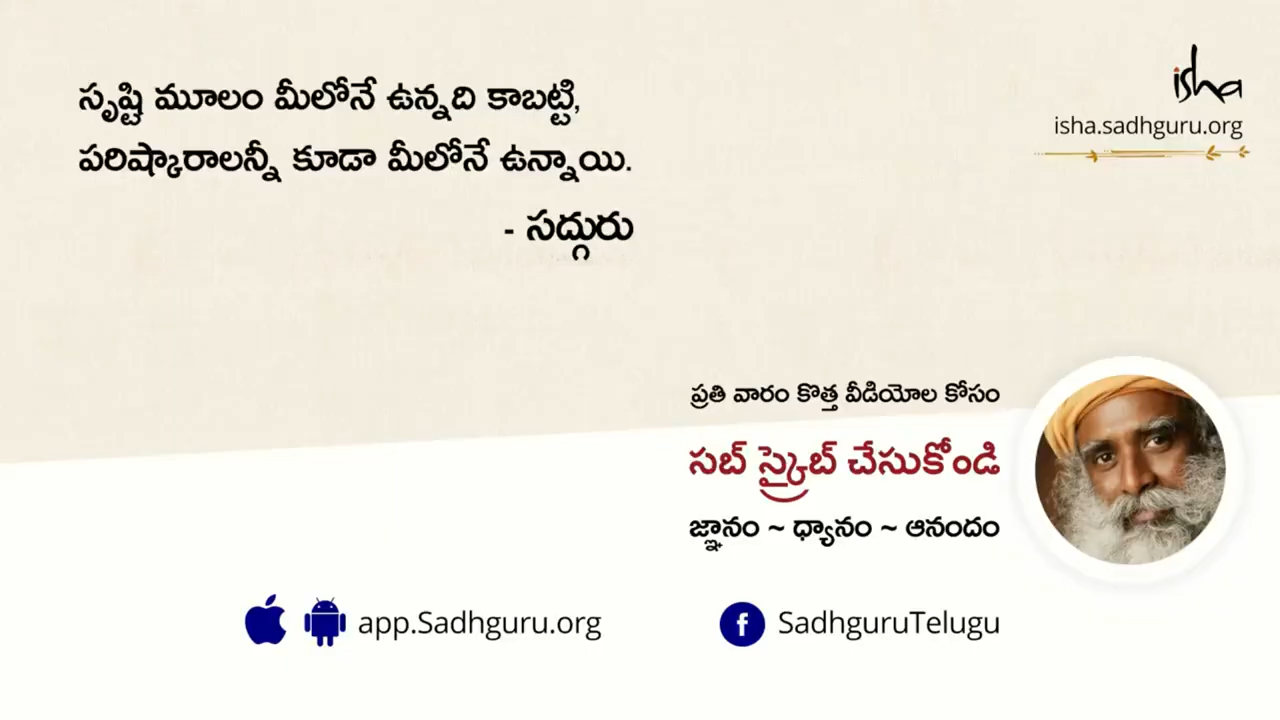 సృష్టి మూలం మీలోనే ఉన్నది కాబట్టి,
పరిష్కారాలన్నీ కూడా మీలోనే ఉన్నాయి.
- సద్గురు
isha
isha.sadhguru.org
ప్రతి వారం కొత్త వీడియోల కోసం
సబ్ స్క్రైబ్ చేసుకోండి
జ్ఞానం ~ ధ్యానం ~ ఆనందం
app.Sadhguru.org
SadhguruTelugu